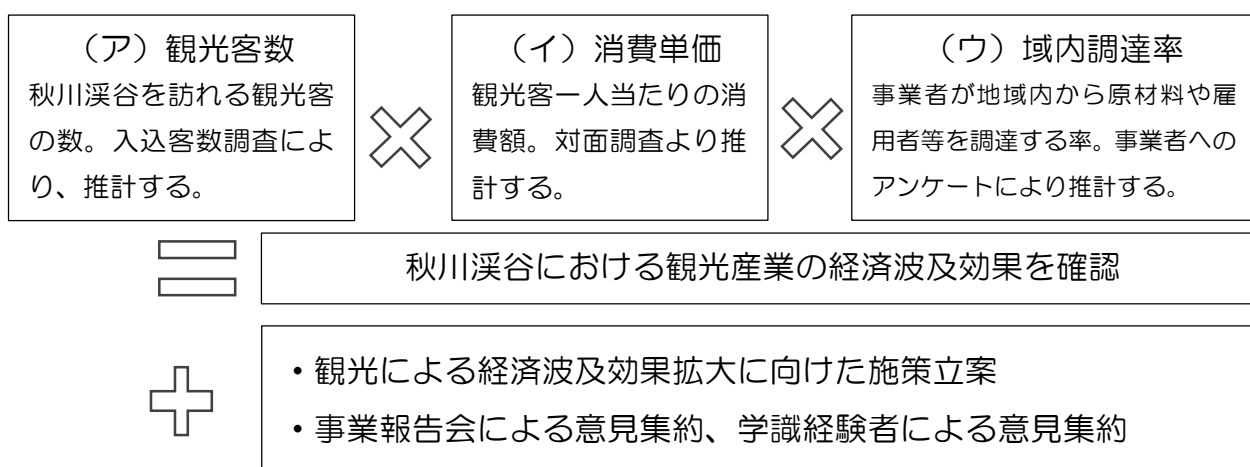 （ア）観光客数
秋川渓谷を訪れる観光客
の数。入込客数調査によ
り、推計する。
（イ）消費単価
観光客一人当たりの消
費額。対面調査より推
計する。
（ウ）域内調達率
事業者が地域内から原材料や雇
用者等を調達する率。事業者への
アンケートにより推計する。
秋川渓谷における観光産業の経済波及効果を確認
・観光による経済波及効果拡大に向けた施策立案
・事業報告会による意見集約、学識経験者による意見集約